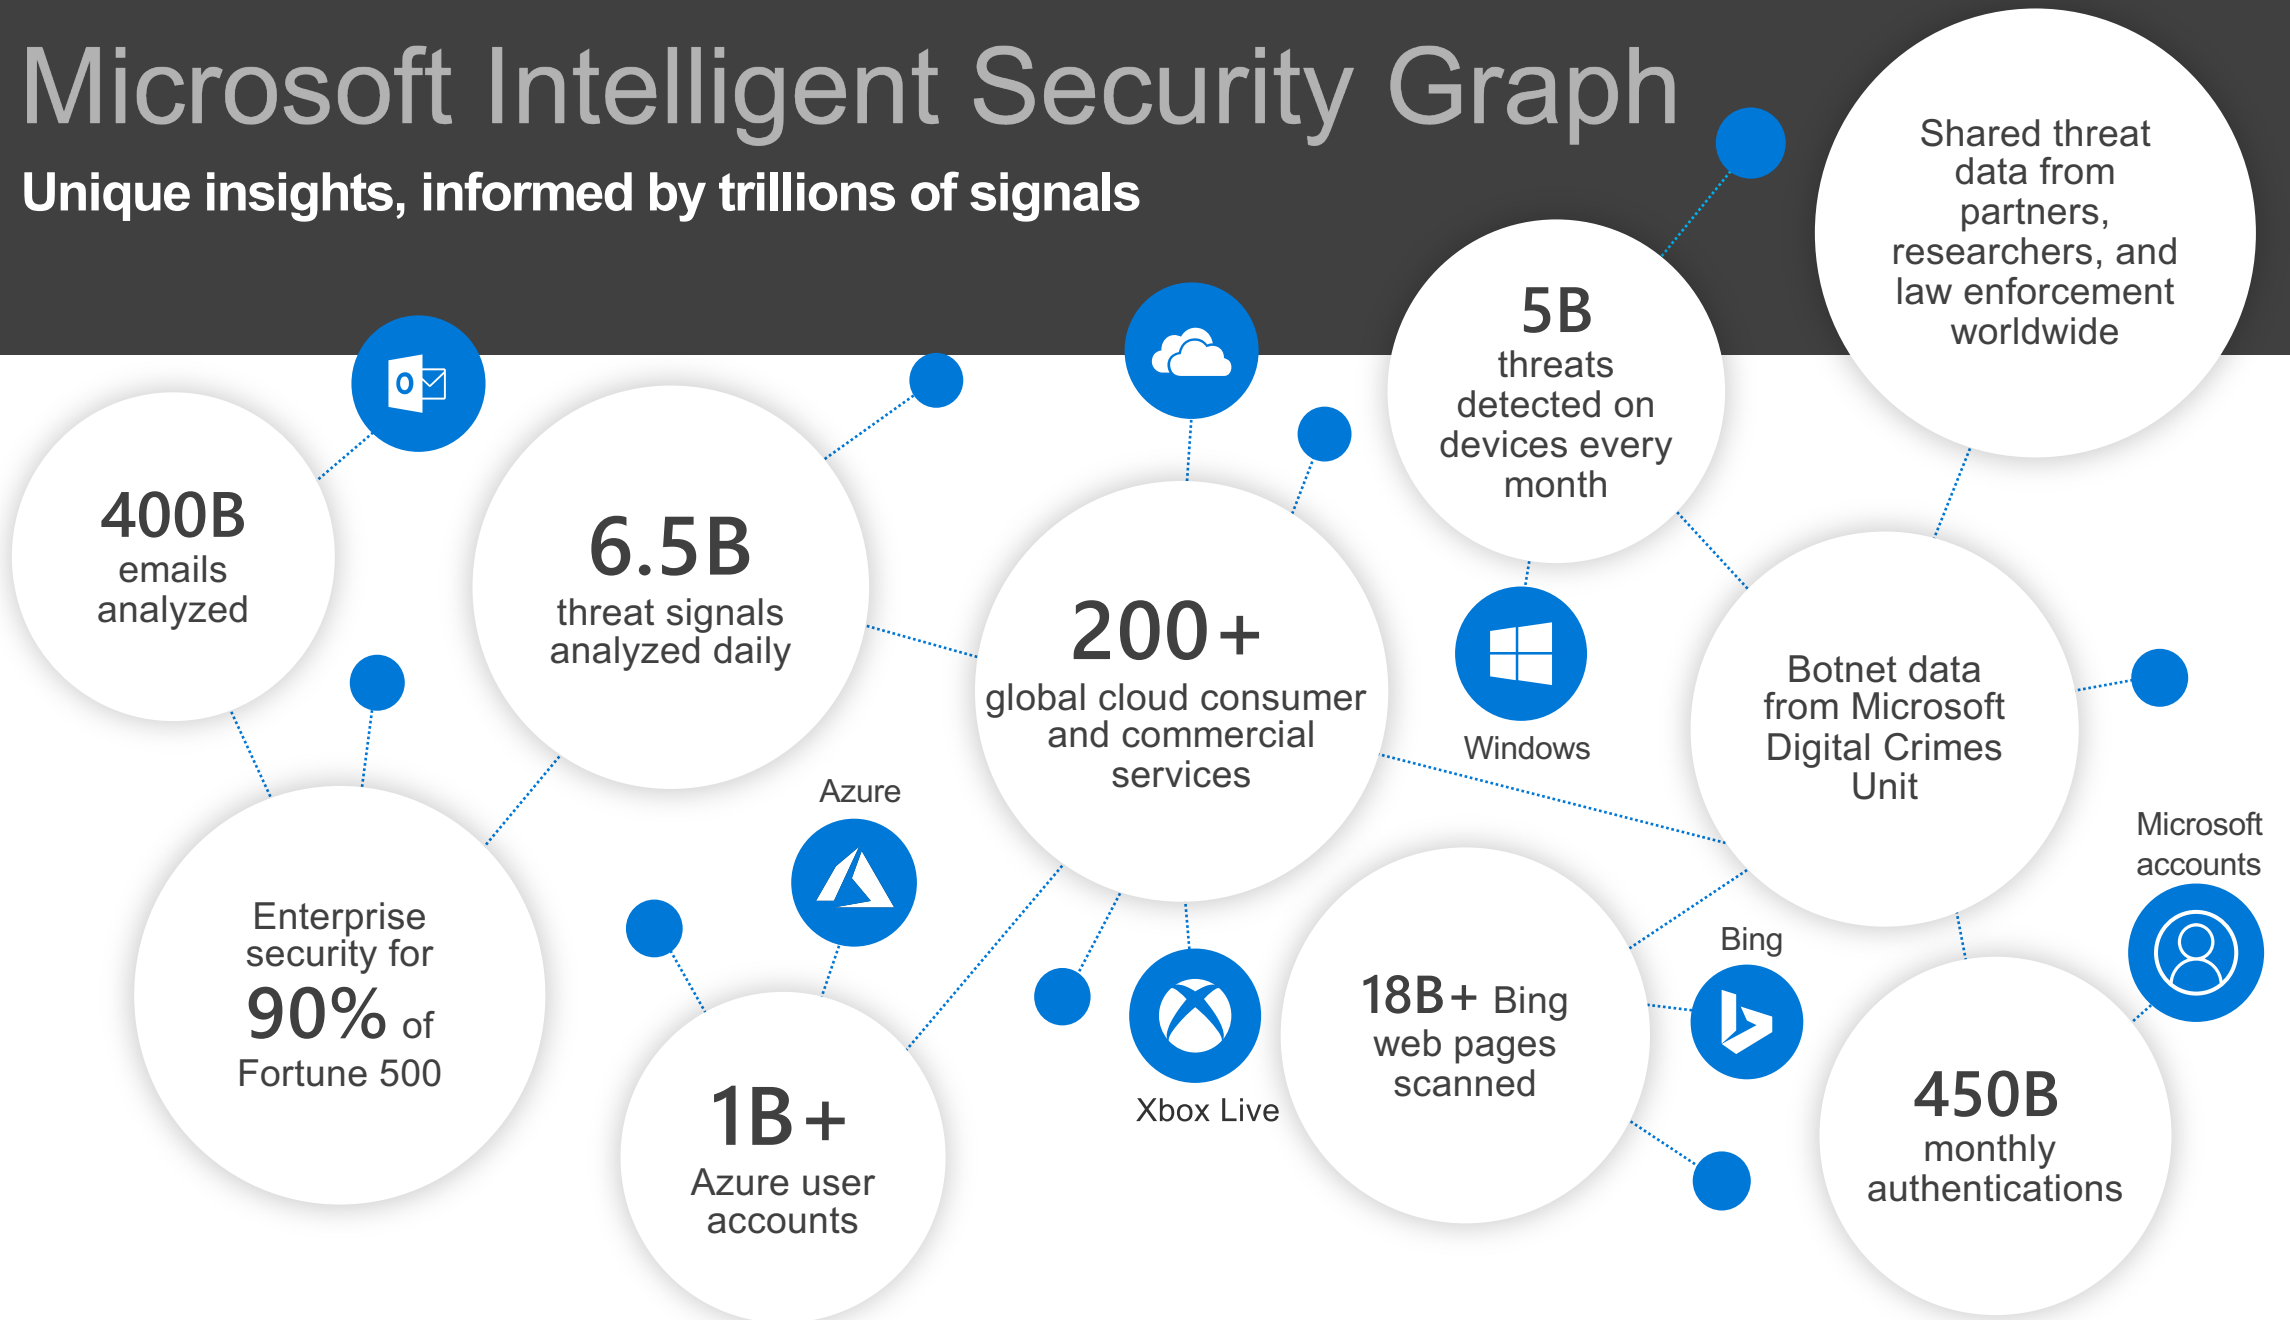 Microsoft Intelligent Security Graph
Unique insights, informed by trillions of signals
Shared threat
data from
partners,
researchers, and
law enforcement
worldwide
5B
threats
detected on
devices every
month
400B
emails
analyzed
6.5B
threat signals
analyzed daily
200+
global cloud consumer
and commercial
services
Windows
Botnet data
from Microsoft
Digital Crimes
Unit
Azure
Microsoft
accounts
Enterprise
security for
90% of
Fortune 500
1B+
Azure user
accounts
Xbox Live
18B+ Bing
web pages
scanned
Bing
450B
monthly
authentications